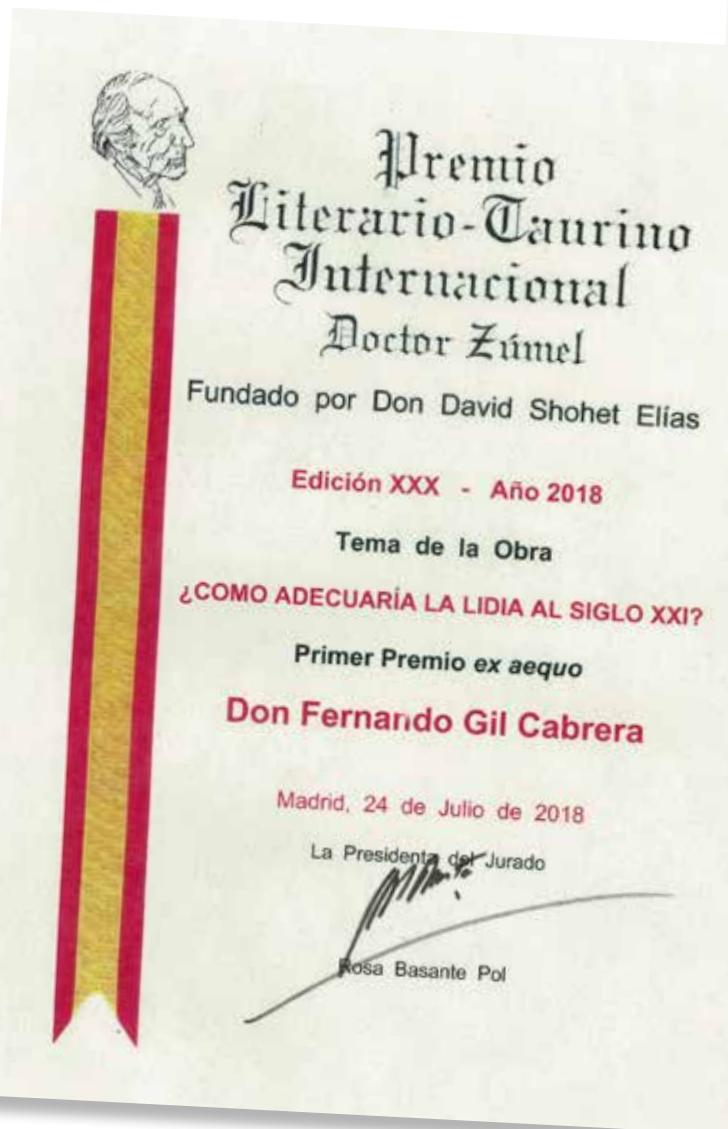 Premio
Literario-Taurino
Internacional
Doctor Zúmel
Fundado por Don David Shohet Elías
Edición XXX - Año 2018
Tema de la Obra
¿COMO ADECUARÍA LA LIDIA AL SIGLO XXI?
Primer Premio ex aequo
Don Fernando Gil Cabrera
Madrid, 24 de Julio de 2018
La Presidenta del Jurado
Rosa Basante Pol